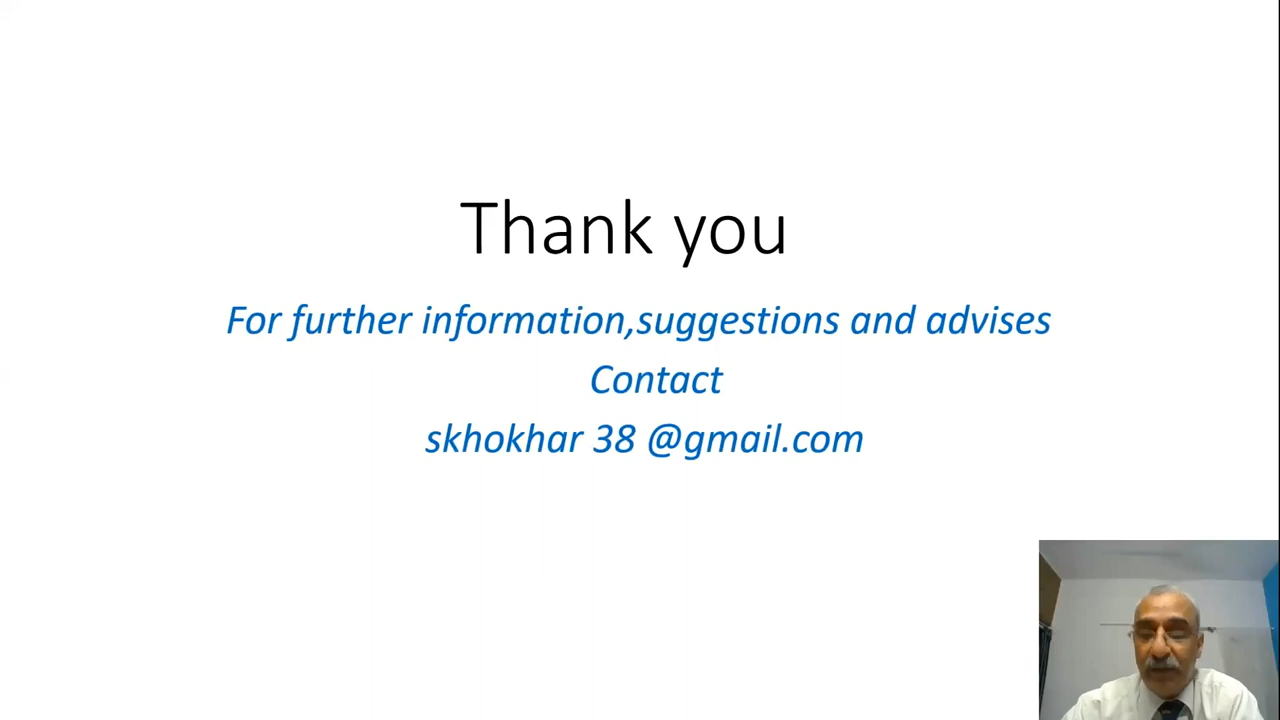 Thank you
For further information,suggestions and advises
Contact
skhokhar 38 @gmail.com